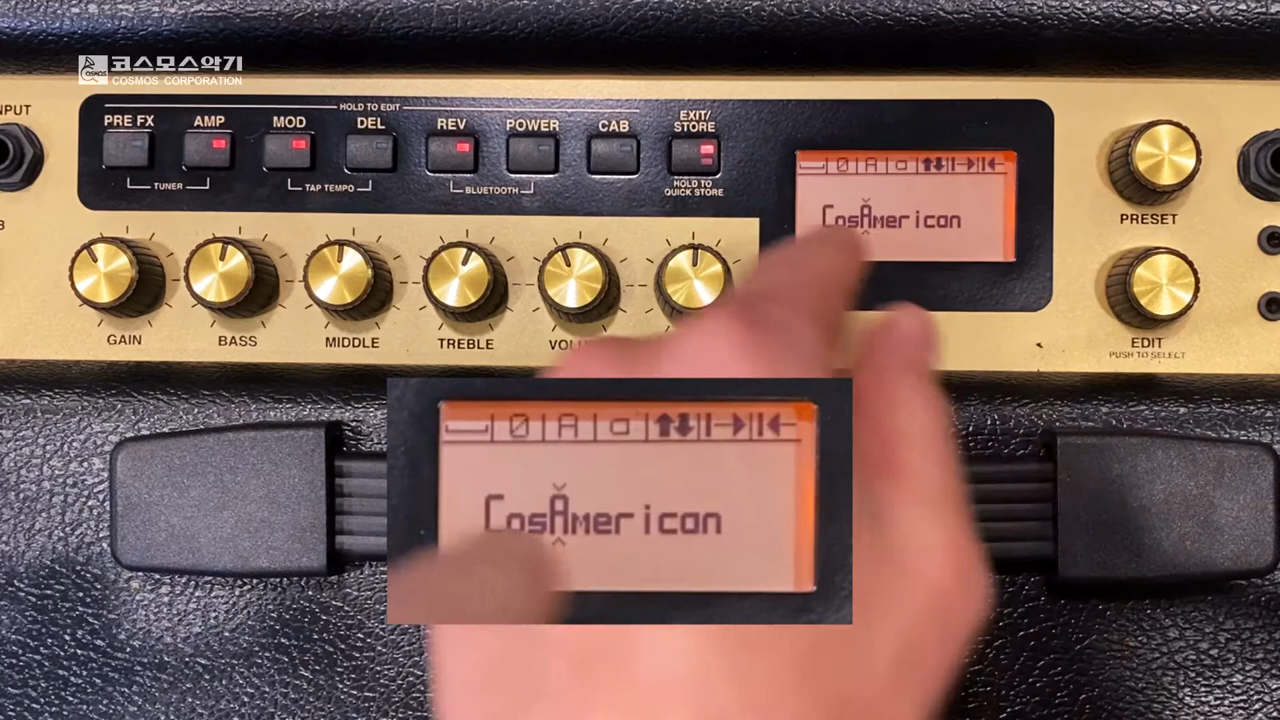 코스모스악기
COSMOS CORPORATION
HOLD TO EDIT
PRE FX
AMP
MOD
DEL
REV
POWER
CAB
EXIT/
STORE
TUNER
TAP TEMPO
BLUETOOTH
HOLD TO
QUICK STORE
0 A a
CosAmerican
PRESET
GAIN
BASS
MIDDLE
TREBLE
EDIT
PUSH TO SELECT
0 A a
CosAmerican